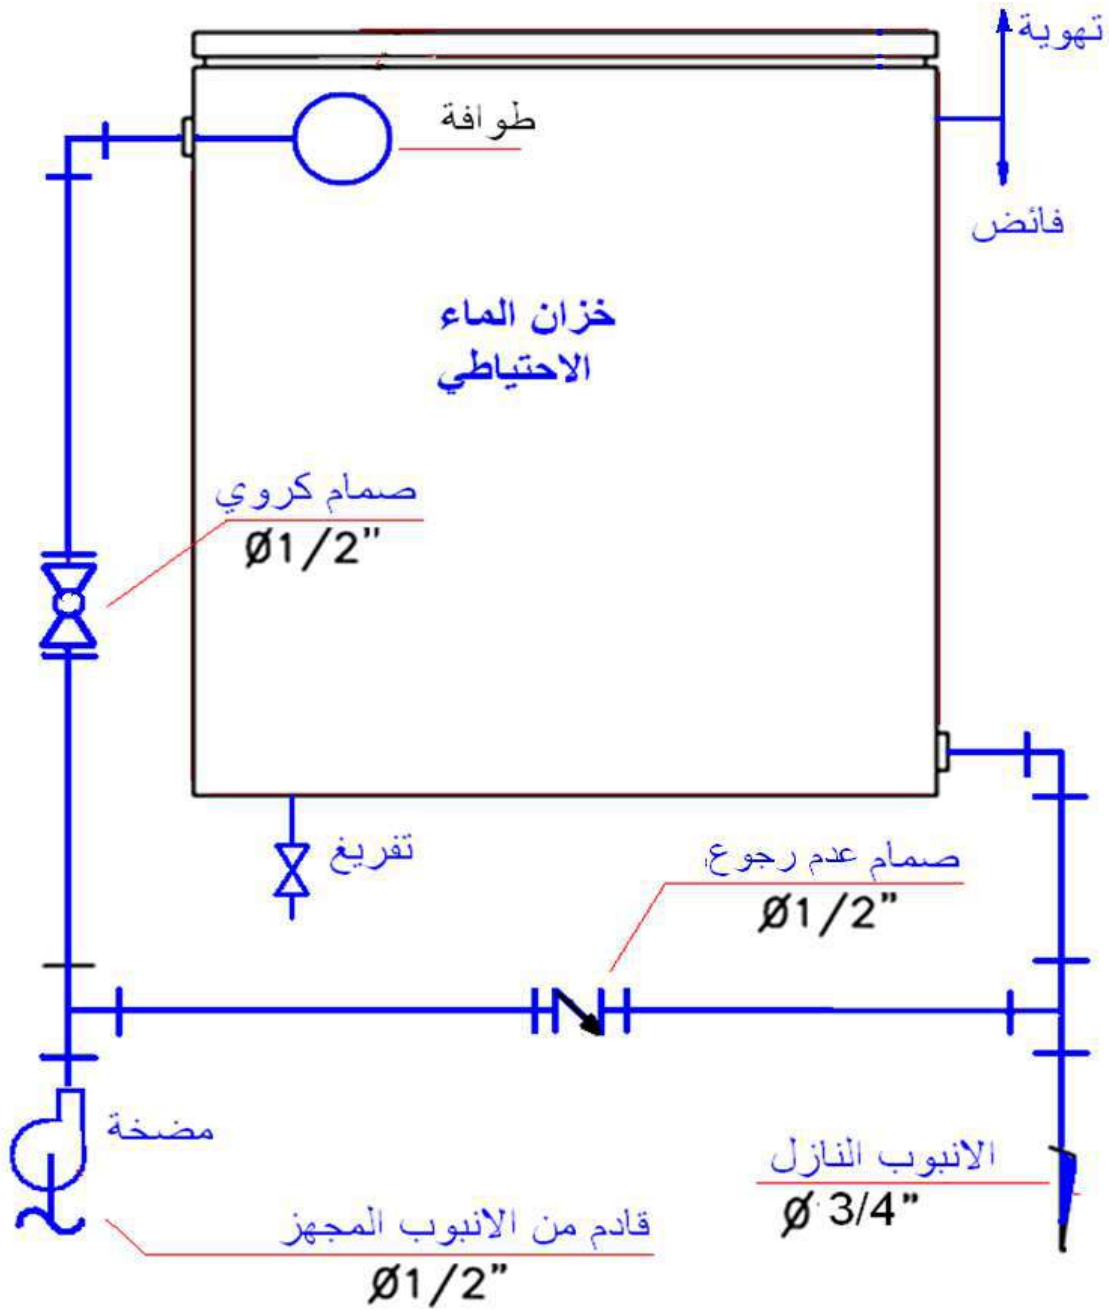 تهوية
طوافة
فائض
خزان الماء
الاحتياطي
صمام كروي
Ø1/2"
تفريغ
صمام عدم رجوع
Ø1/2"
مضخة
الانبوب النازل
Ø 3/4"
قادم من الانبوب المجهز
Ø1/2"